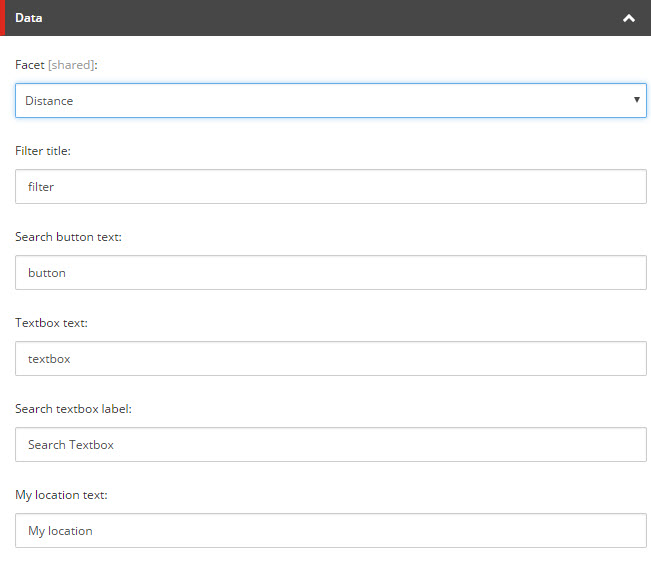 Data
Facet [shared]:
Distance
Filter title:
filter
Search button text:
button
Textbox text:
textbox
Search textbox label:
Search Textbox
My location text:
My location